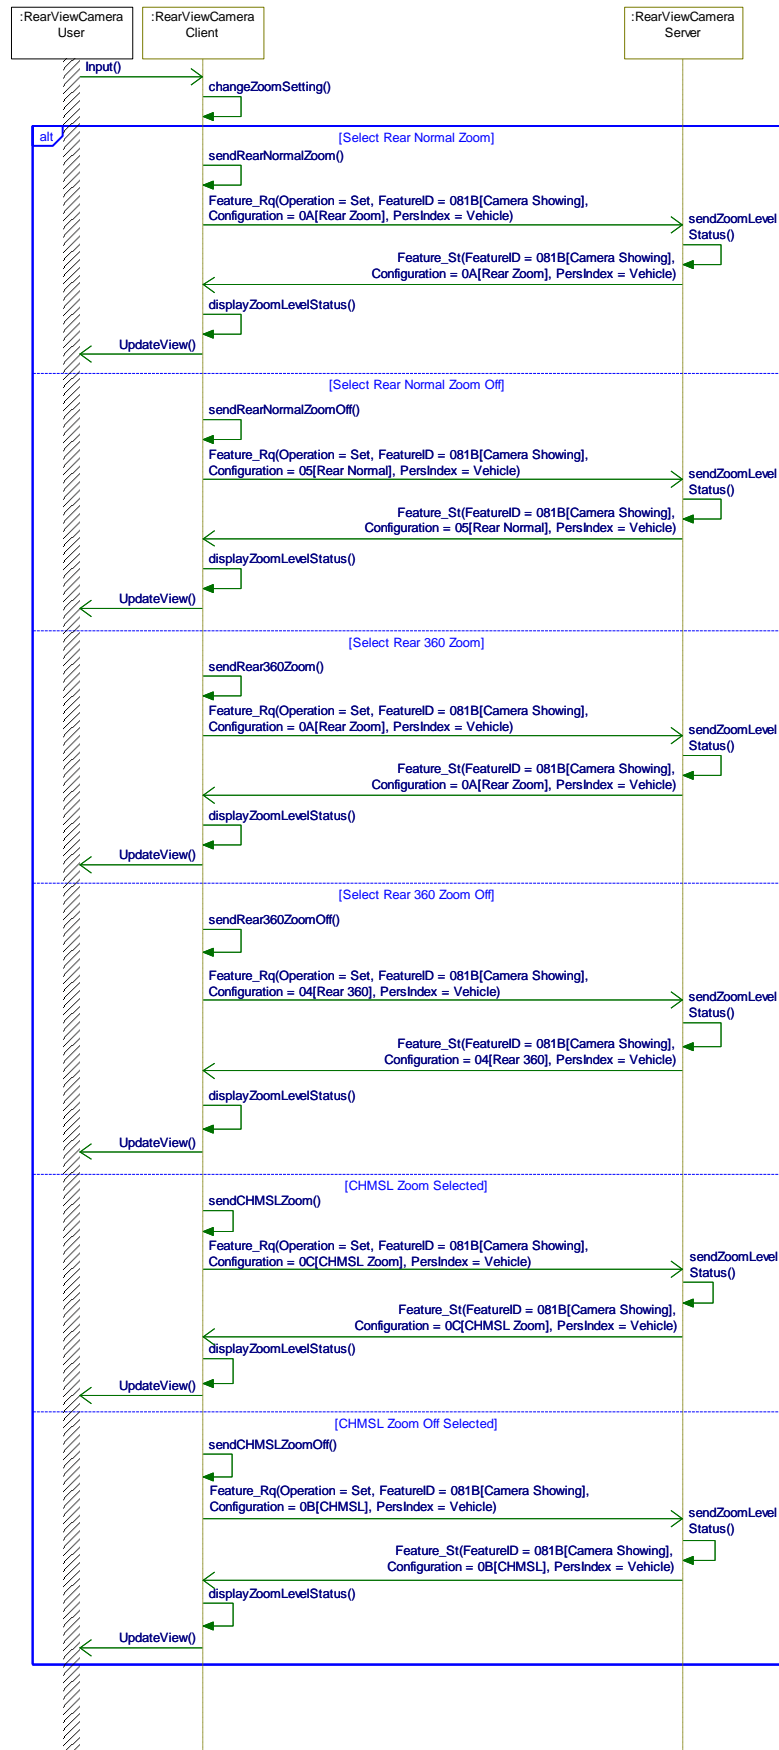 :RearViewCamera
User
:RearViewCamera
Client
:RearViewCamera
Server
Input()
changeZoomSetting()
alt
[Select Rear Normal Zoom]
sendRearNormalZoom()
Feature_Rq(Operation = Set, FeatureID = 081B[Camera Showing],
Configuration = 0A[Rear Zoom], PersIndex = Vehicle)
sendZoomLevel
Status()
Feature_St(FeatureID = 081B[Camera Showing],
Configuration = 0A[Rear Zoom], PersIndex = Vehicle)
displayZoomLevelStatus()
UpdateView()
[Select Rear Normal Zoom Off]
sendRearNormalZoomOff()
Feature_Rq(Operation = Set, FeatureID = 081B[Camera Showing],
Configuration = 05[Rear Normal], PersIndex = Vehicle)
sendZoomLevel
Status()
Feature_St(FeatureID = 081B[Camera Showing],
Configuration = 05[Rear Normal], PersIndex = Vehicle)
displayZoomLevelStatus()
UpdateView()
[Select Rear 360 Zoom]
sendRear360Zoom()
Feature_Rq(Operation = Set, FeatureID = 081B[Camera Showing],
Configuration = 0A[Rear Zoom], PersIndex = Vehicle)
sendZoomLevel
Status()
Feature_St(FeatureID = 081B[Camera Showing],
Configuration = 0A[Rear Zoom], PersIndex = Vehicle)
displayZoomLevelStatus()
UpdateView()
[Select Rear 360 Zoom Off]
sendRear360ZoomOff()
Feature_Rq(Operation = Set, FeatureID = 081B[Camera Showing],
Configuration = 04[Rear 360], PersIndex = Vehicle)
sendZoomLevel
Status()
Feature_St(FeatureID = 081B[Camera Showing],
Configuration = 04[Rear 360], PersIndex = Vehicle)
displayZoomLevelStatus()
UpdateView()
[CHMSL Zoom Selected]
sendCHMSLZoom()
Feature_Rq(Operation = Set, FeatureID = 081B[Camera Showing],
Configuration = 0C[CHMSL Zoom], PersIndex = Vehicle)
sendZoomLevel
Status()
Feature_St(FeatureID = 081B[Camera Showing],
Configuration = 0C[CHMSL Zoom], PersIndex = Vehicle)
displayZoomLevelStatus()
UpdateView()
[CHMSL Zoom Off Selected]
sendCHMSLZoomOff()
Feature_Rq(Operation = Set, FeatureID = 081B[Camera Showing],
Configuration = 0B[CHMSL], PersIndex = Vehicle)
sendZoomLevel
Status()
Feature_St(FeatureID = 081B[Camera Showing],
Configuration = 0B[CHMSL], PersIndex = Vehicle)
displayZoomLevelStatus()
UpdateView()